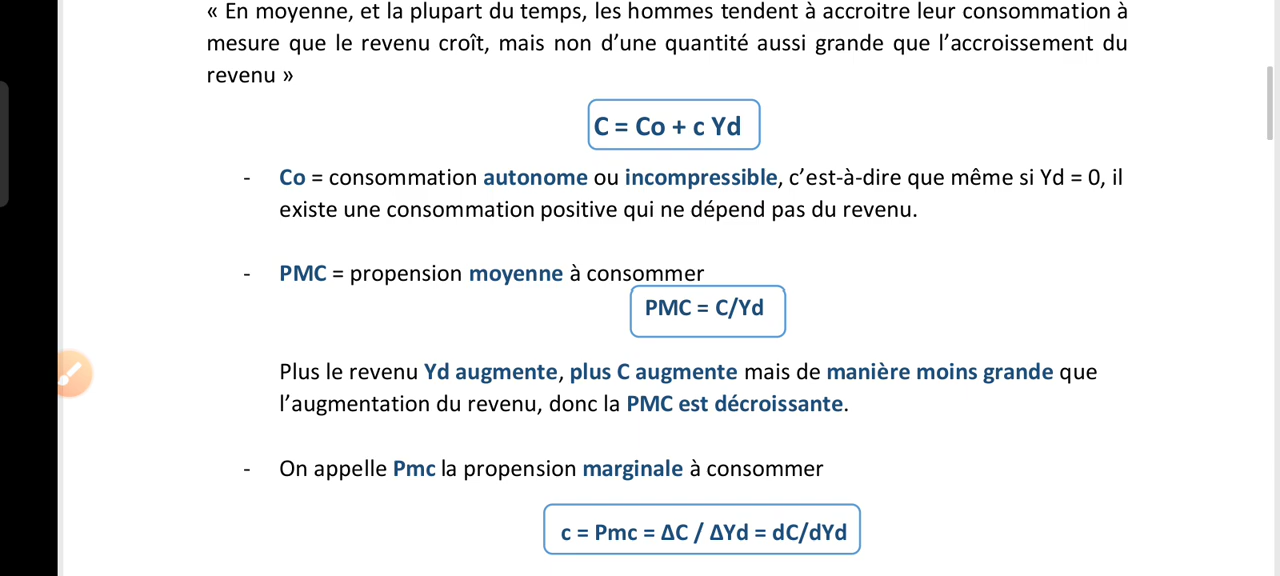 « En moyenne, et la plupart du temps, les hommes tendent à accroitre leur consommation à
mesure que le revenu croît, mais non d’une quantité aussi grande que l’accroissement du
revenu »
C = Co + c Yd
- Co = consommation autonome ou incompressible, c’est-à-dire que même si Yd = 0, il
existe une consommation positive qui ne dépend pas du revenu.
- PMC = propension moyenne à consommer
PMC = C/Yd
Plus le revenu Yd augmente, plus C augmente mais de manière moins grande que
l’augmentation du revenu, donc la PMC est décroissante.
- On appelle Pmc la propension marginale à consommer
c = Pmc = ΔC / ΔYd = dC/dYd